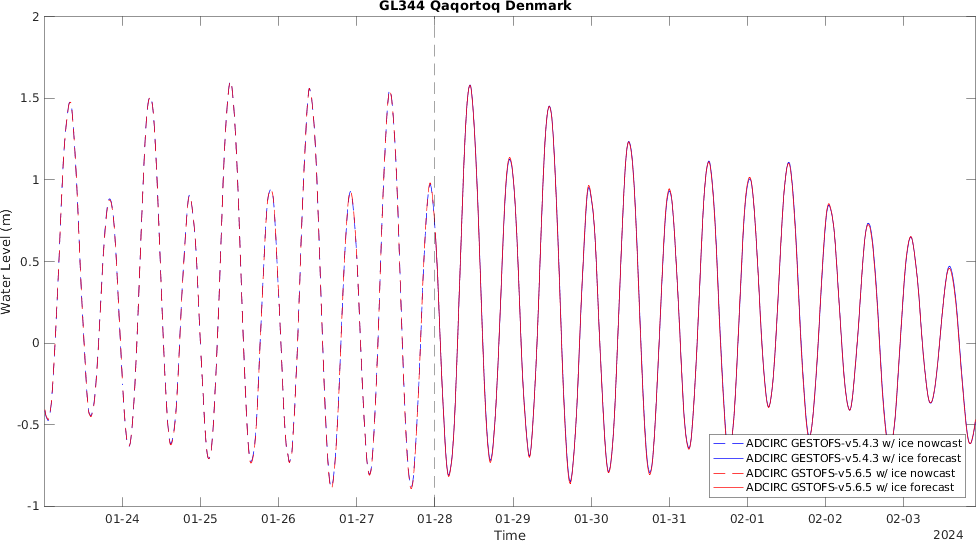 GL344 Qaqortoq Denmark
Water Level (m)
2
1.5
1
0.5
0
-0.5
-1
ADCIRC GESTOFS-v5.4.3 w/ ice nowcast
ADCIRC GESTOFS-v5.4.3 w/ ice forecast
ADCIRC GSTOFS-v5.6.5 w/ ice nowcast
ADCIRC GSTOFS-v5.6.5 w/ ice forecast
01-24 01-25 01-26 01-27 01-28 01-29 01-30 01-31 02-01 02-02 02-03
Time
2024